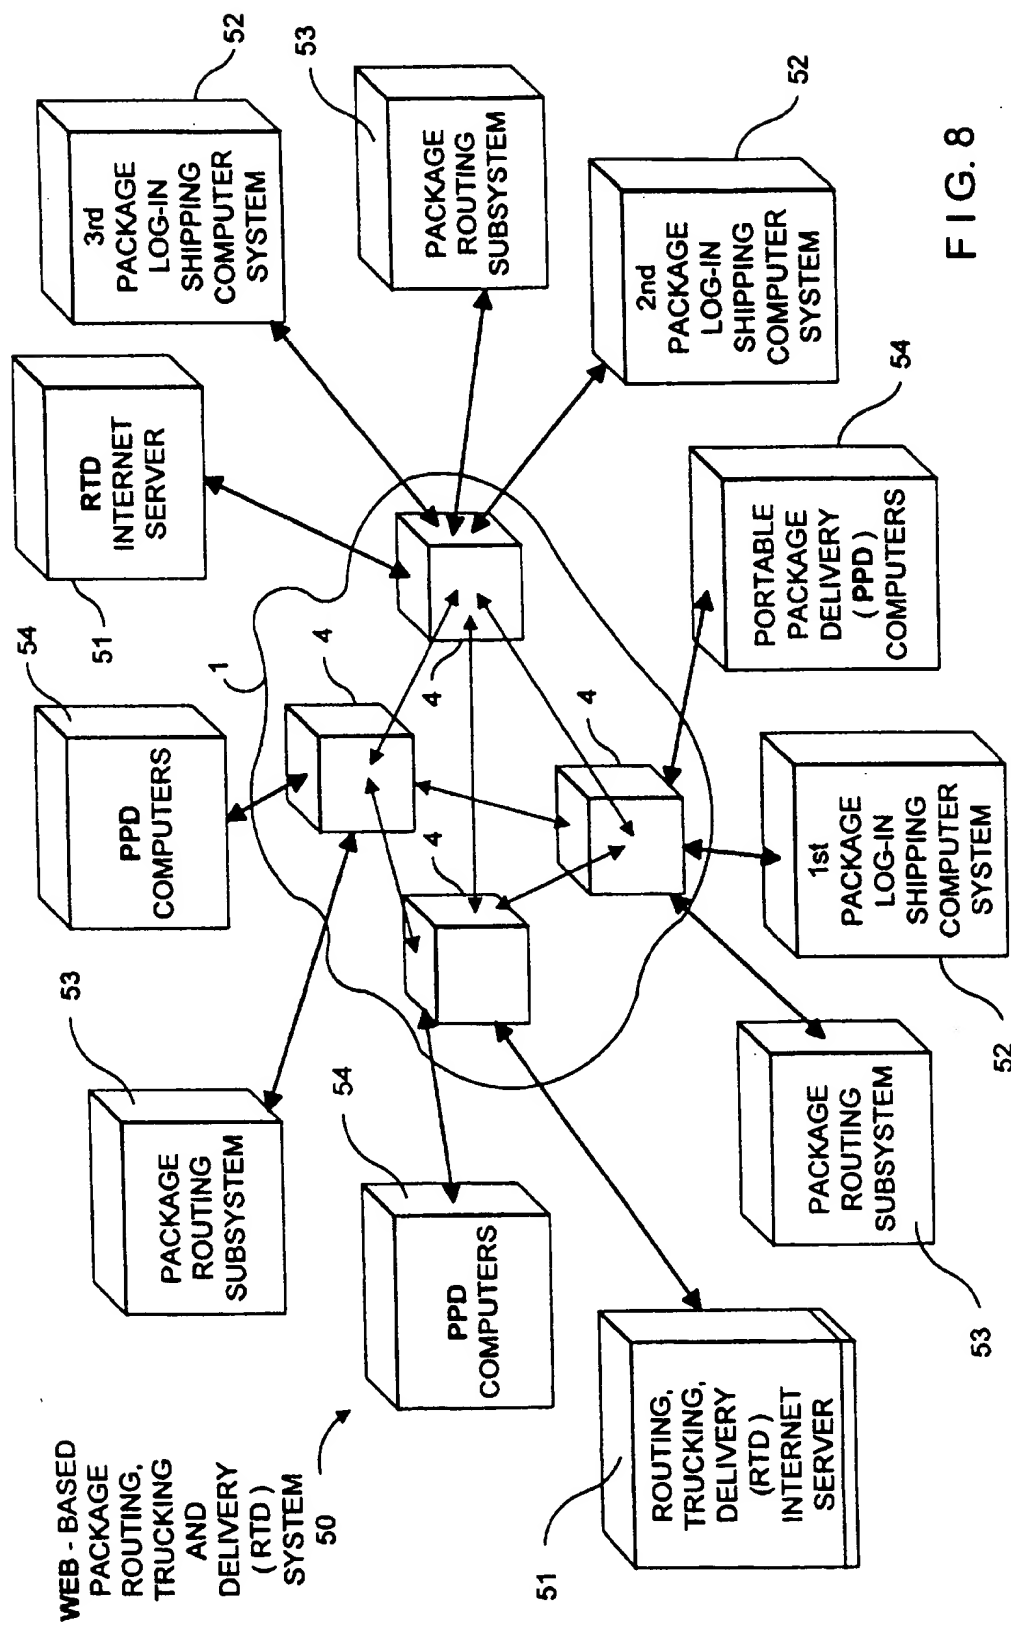 WEB - BASED
PACKAGE
ROUTING,
TRUCKING
AND
DELIVERY
( RTD )
SYSTEM
50
53
PACKAGE
ROUTING
SUBSYSTEM
54
PPD
COMPUTERS
51
RTD
INTERNET
SERVER
52
3rd
PACKAGE
LOG-IN
SHIPPING
COMPUTER
SYSTEM
53
PACKAGE
ROUTING
SUBSYSTEM
1
4
4
4
4
54
PPD
COMPUTERS
51
ROUTING,
TRUCKING,
DELIVERY
(RTD )
INTERNET
SERVER
53
PACKAGE
ROUTING
SUBSYSTEM
52
1st
PACKAGE
LOG-IN
SHIPPING
COMPUTER
SYSTEM
54
PORTABLE
PACKAGE
DELIVERY
( PPD )
COMPUTERS
52
2nd
PACKAGE
LOG-IN
SHIPPING
COMPUTER
SYSTEM
FIG. 8